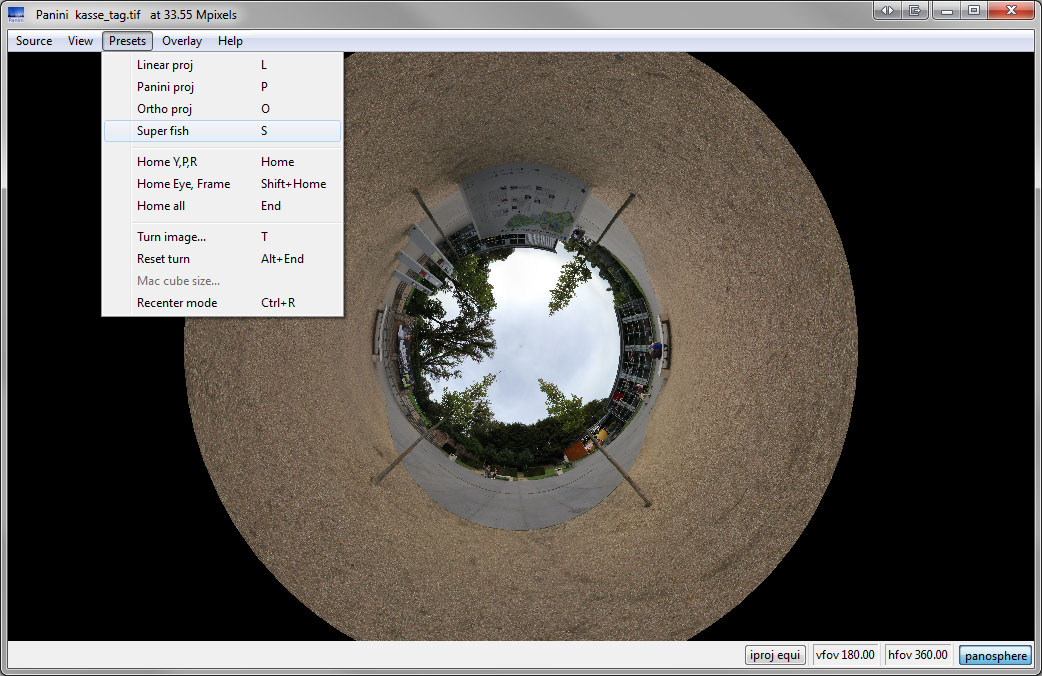 Panini kasse_tag.tif at 33.55 Mpixels
Source View Presets Overlay Help
Linear proj L
Panini proj P
Ortho proj O
Super fish S
Home Y,P,R Home
Home Eye, Frame Shift+Home
Home all End
Turn image... T
Reset turn Alt+End
Mac cube size...
Recenter mode Ctrl+R
iproj equi vfov 180.00 hfov 360.00 panosphere